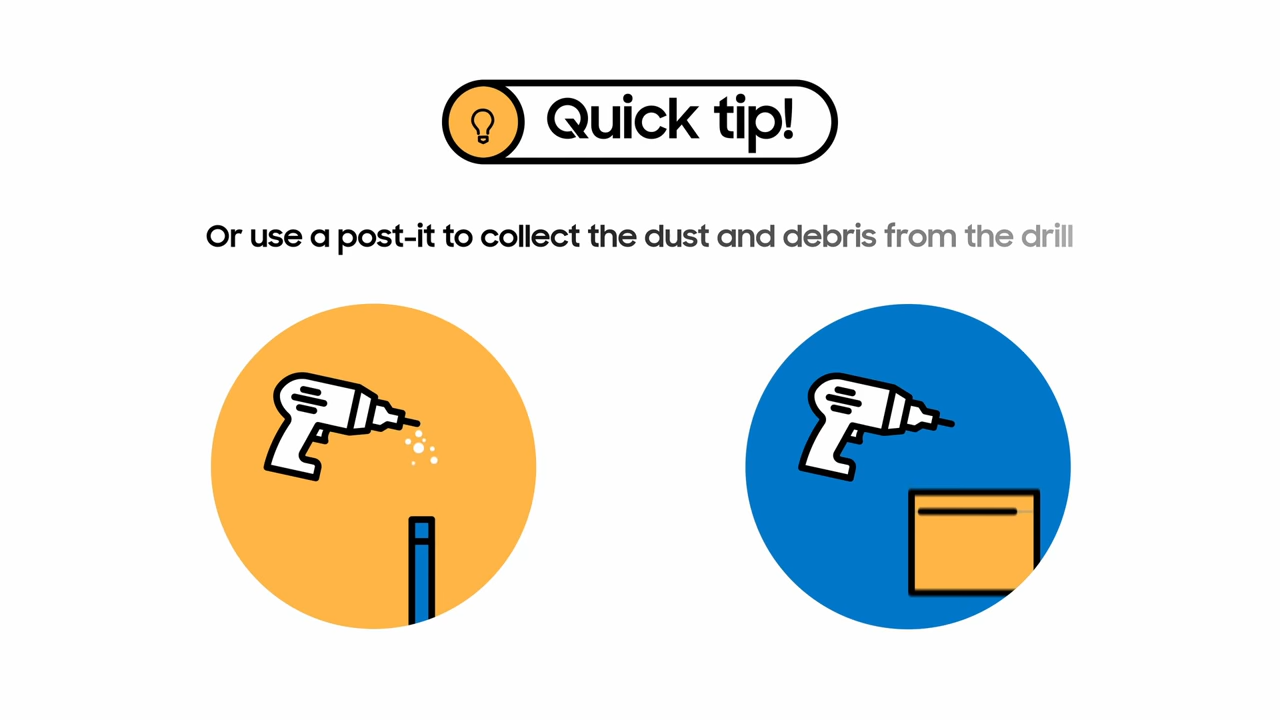 Quick tip!
Or use a post-it to collect the dust and debris from the drill